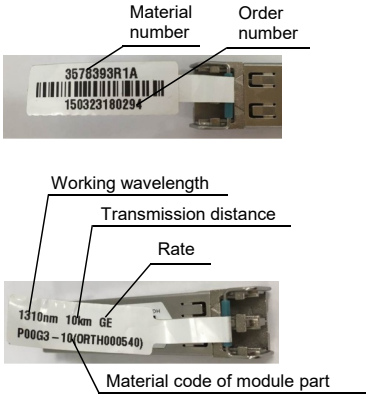 Material number
Order number
3578393R1A
150323180294
Working wavelength
Transmission distance
Rate
1310nm 10km GE
P00G3-10(ORTH000540)
Material code of module part